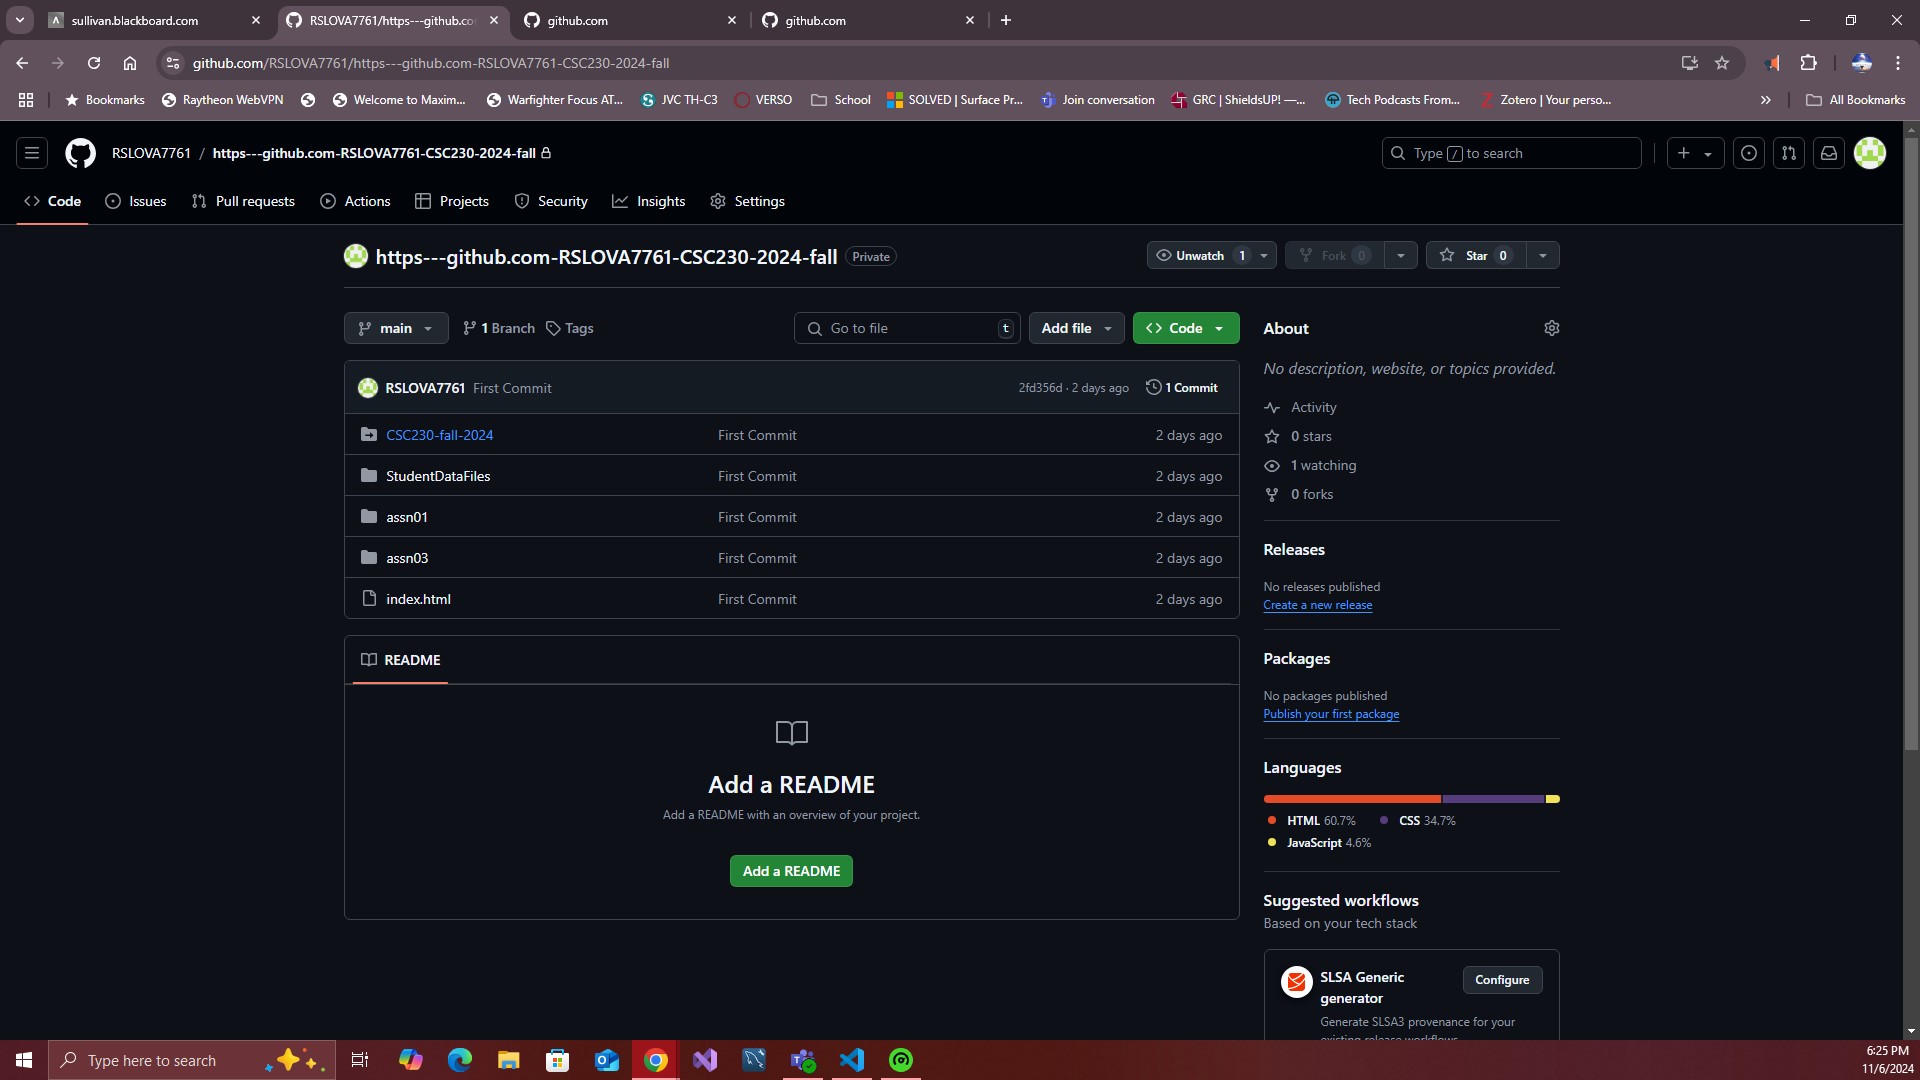 sullivan.blackboard.com
RSLOVA7761/https---github.co
github.com
github.com
github.com/RSLOVA7761/https---github.com-RSLOVA7761-CSC230-2024-fall
Bookmarks
Raytheon WebVPN
Welcome to Maxim...
Warfighter Focus AT...
JVC TH-C3
VERSO
School
SOLVED | Surface Pr...
Join conversation
GRC | ShieldsUP! —...
Tech Podcasts From...
Zotero | Your perso...
All Bookmarks
RSLOVA7761 / https---github.com-RSLOVA7761-CSC230-2024-fall
Type / to search
Code
Issues
Pull requests
Actions
Projects
Security
Insights
Settings
https---github.com-RSLOVA7761-CSC230-2024-fall
Private
Unwatch 1
Fork 0
Star 0
main
1 Branch
Tags
Go to file
t
Add file
Code
RSLOVA7761 First Commit
2fd356d · 2 days ago
1 Commit
CSC230-fall-2024 First Commit 2 days ago
StudentDataFiles First Commit 2 days ago
assn01 First Commit 2 days ago
assn03 First Commit 2 days ago
index.html First Commit 2 days ago
README
Add a README
Add a README with an overview of your project.
Add a README
About
No description, website, or topics provided.
Activity
0 stars
1 watching
0 forks
Releases
No releases published
Create a new release
Packages
No packages published
Publish your first package
Languages
HTML 60.7%
CSS 34.7%
JavaScript 4.6%
Suggested workflows
Based on your tech stack
SLSA Generic
generator
Configure
Generate SLSA3 provenance for your
existing release workflows
Type here to search
6:25 PM
11/6/2024